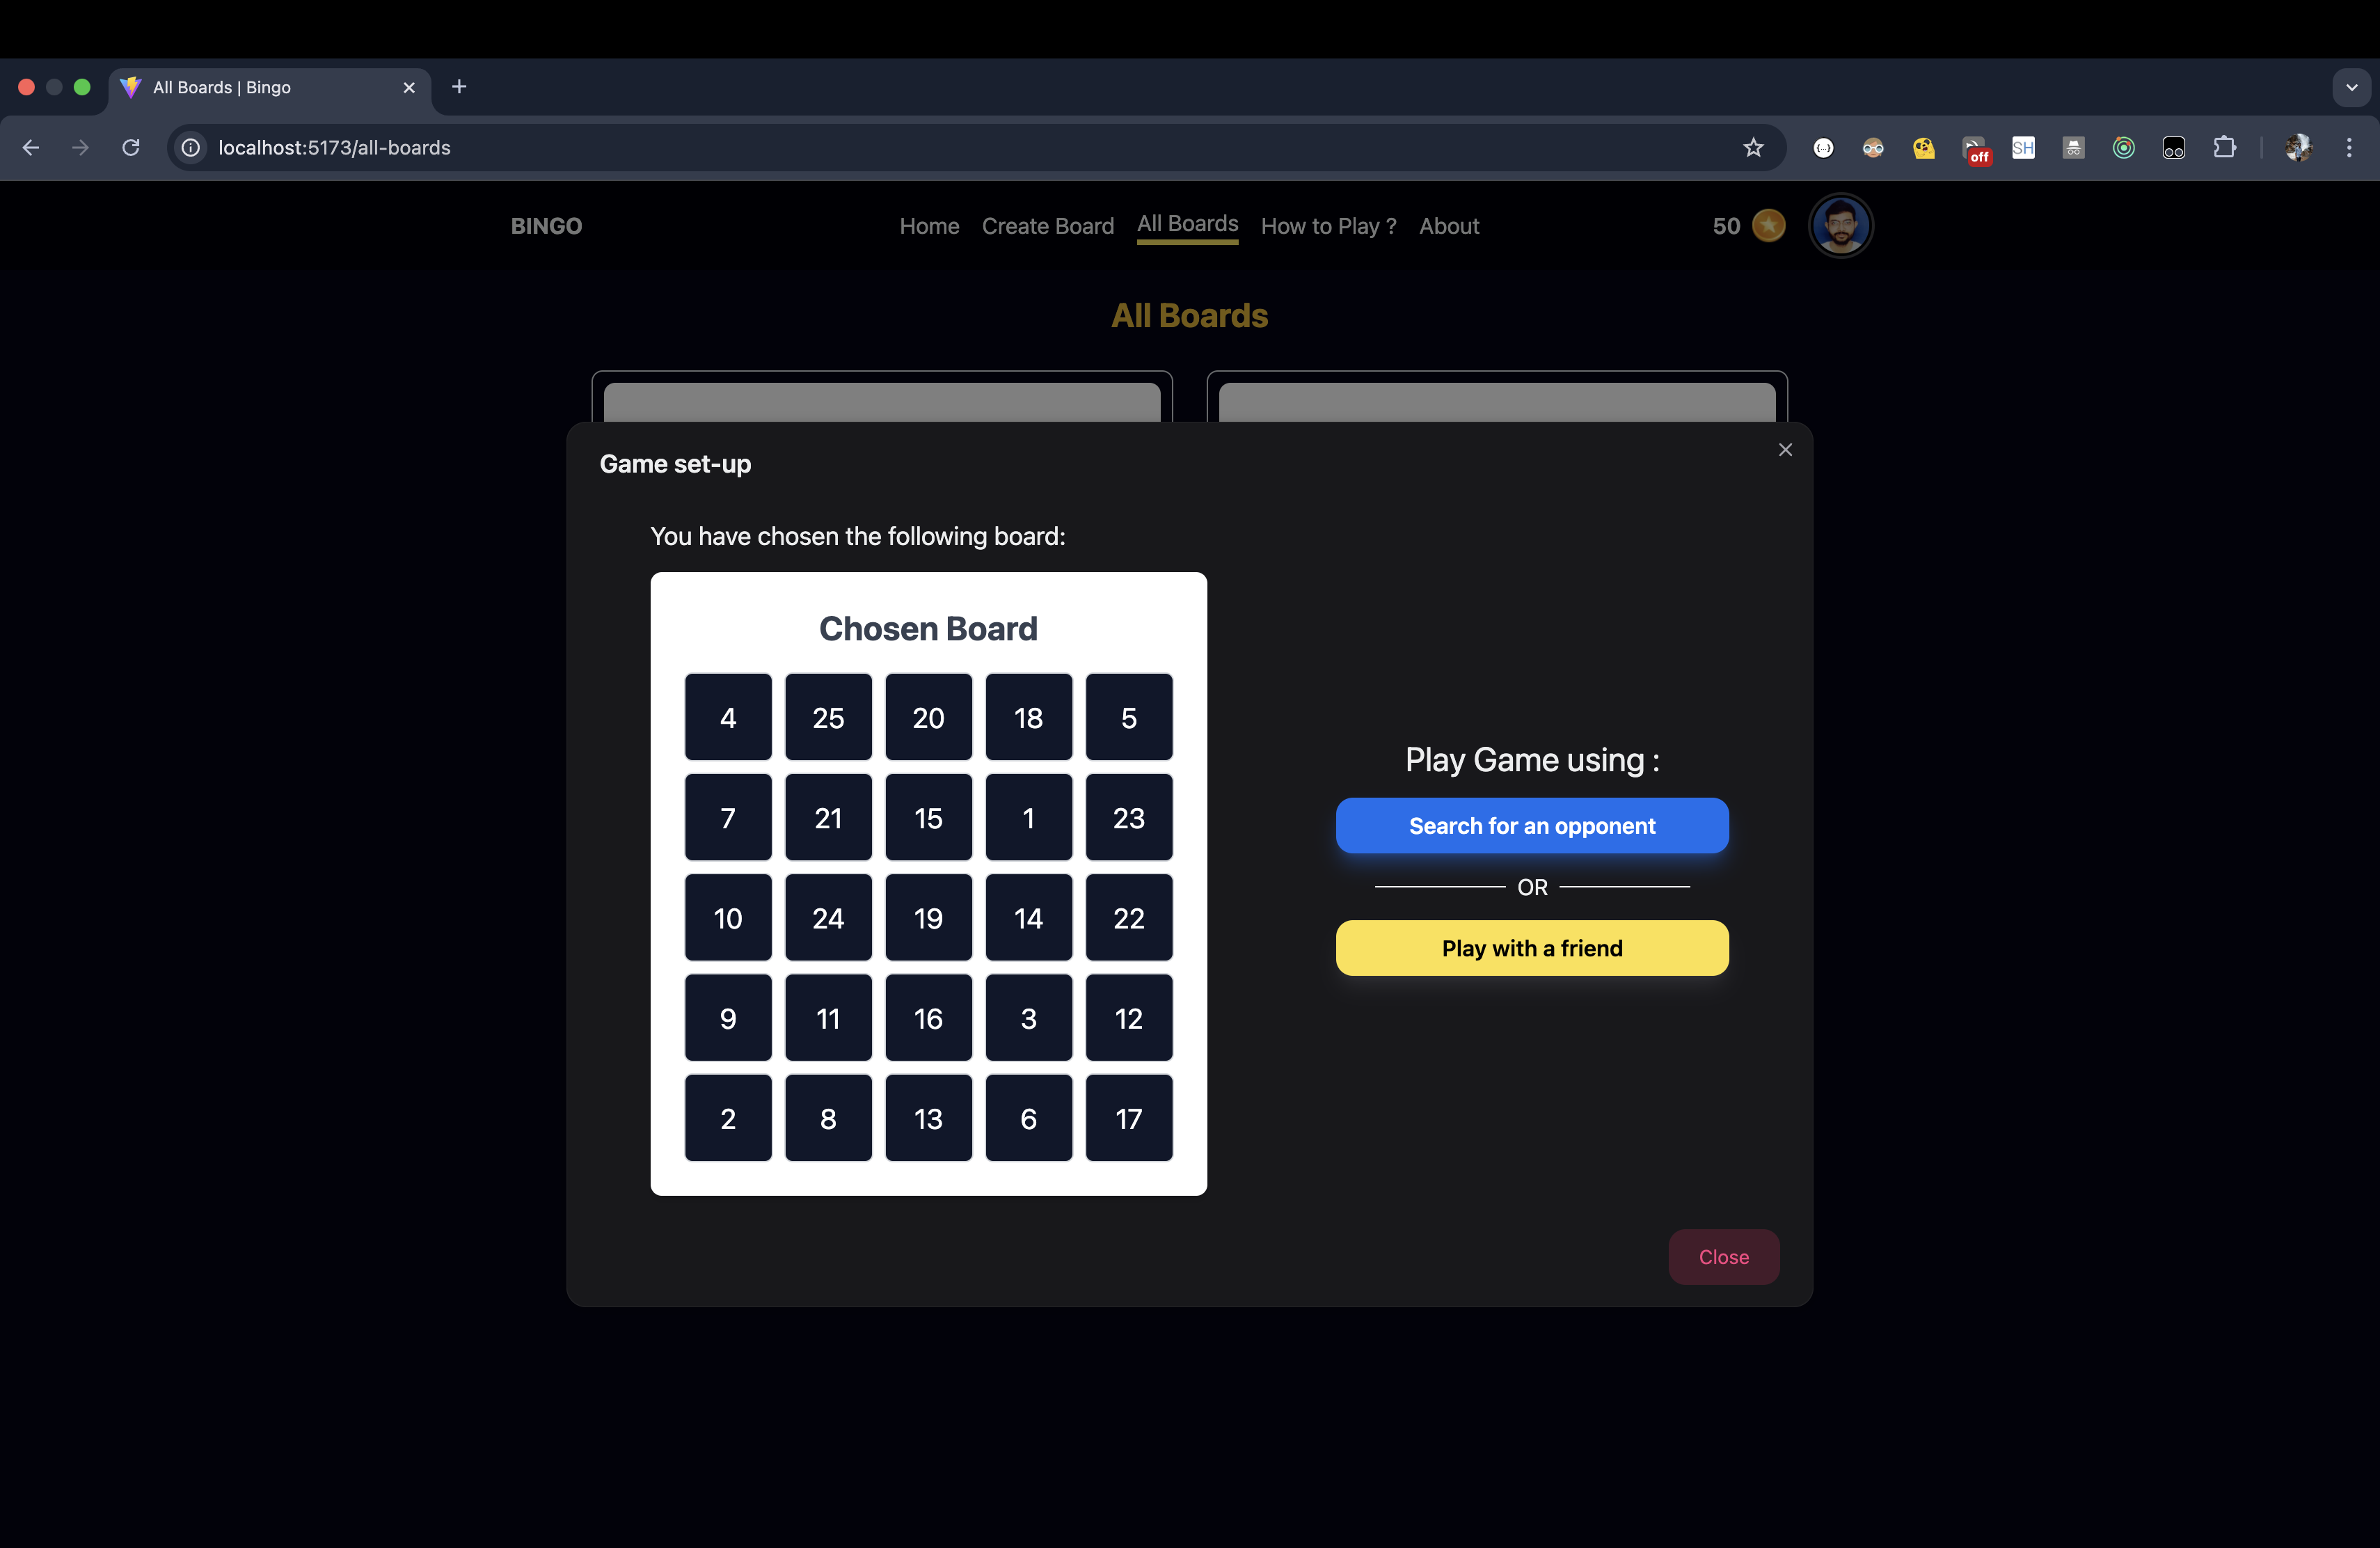 All Boards | Bingo
localhost:5173/all-boards
off
SH
BINGO
Home Create Board All Boards How to Play ? About
50
All Boards
Game set-up
You have chosen the following board:
Chosen Board
4 25 20 18 5
7 21 15 1 23
10 24 19 14 22
9 11 16 3 12
2 8 13 6 17
Play Game using :
Search for an opponent
OR
Play with a friend
Close